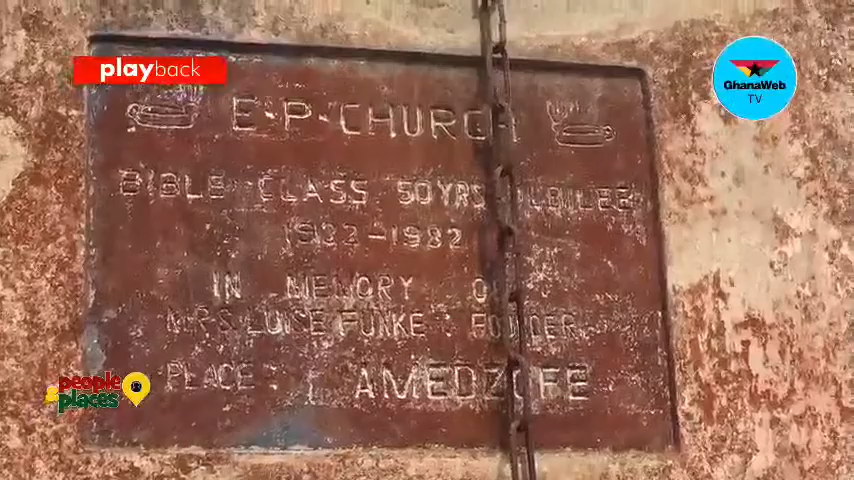 playback
GhanaWeb
TV
E·P·CHURCH
BIBLE CLASS 50YRS JUBILEE
1932-1982
IN MEMORY OF
MRS LUISE FUNKE: FOUNDER
PLACE: AMEDZOFE
people
& places